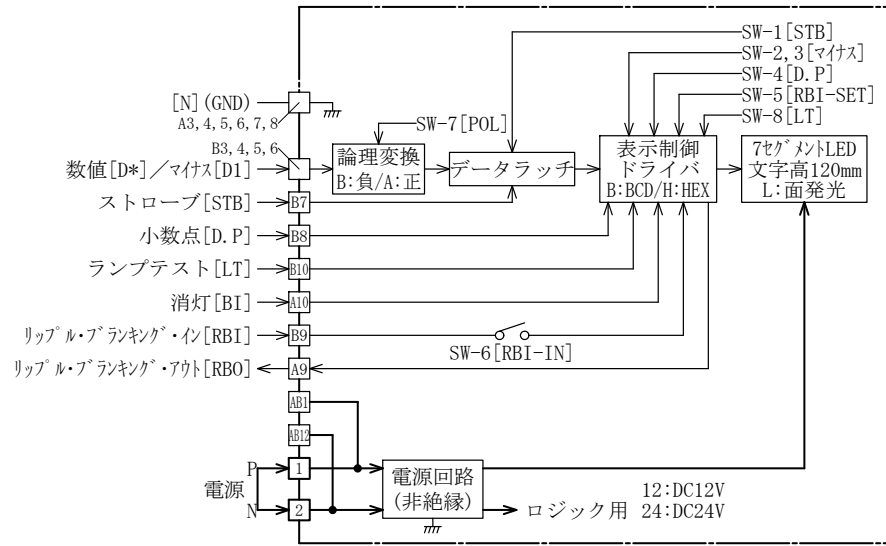 SW-1[STB]
SW-2,3[マイナス]
SW-4[D.P]
SW-5[RBI-SET]
SW-8[LT]
[N](GND)
A3,4,5,6,7,8
SW-7[POL]
B3,4,5,6
数値[D*]／マイナス[D1]
論理変換
B:負/A:正
データラッチ
表示制御
ドライバ
B:BCD/H:HEX
7セグメントLED
文字高120mm
L:面発光
ストローブ[STB]
B7
小数点[D.P]
B8
ランプテスト[LT]
B10
消灯[BI]
A10
リップル・ブランキング・イン[RBI]
B9
SW-6[RBI-IN]
リップル・ブランキング・アウト[RBO]
A9
AB1
AB12
電源
P
1
N
2
電源回路
(非絶縁)
ロジック用
12:DC12V
24:DC24V